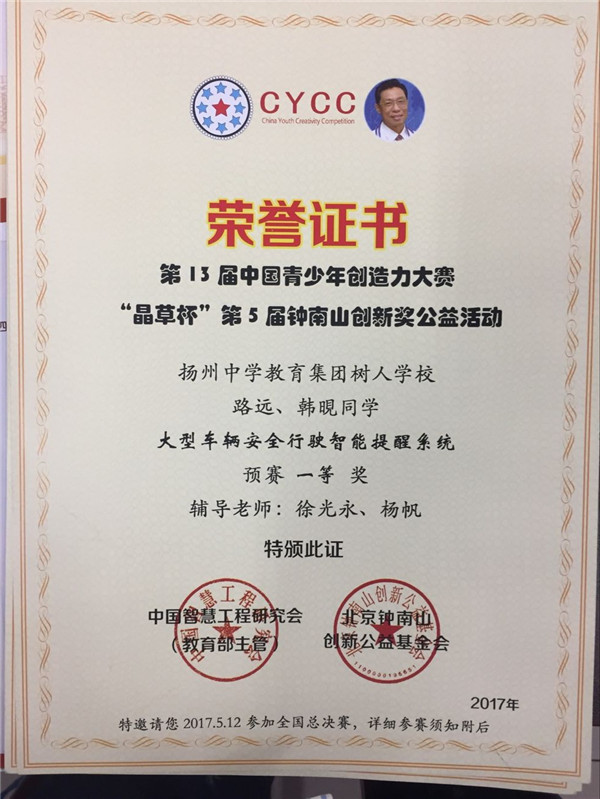 CYCC
China Youth Creativity Competition
荣誉证书
第13届中国青少年创造力大赛
“晶草杯”第5届钟南山创新奖公益活动
扬州中学教育集团树人学校
路远、韩晛同学
大型车辆安全行驶智能提醒系统
预赛 一等 奖
辅导老师：徐光永、杨帆
特颁此证
中国智慧工程研究会
（教育部主管）
北京钟南山
创新公益基金会
2017年
特邀请您 2017.5.12 参加全国总决赛，详细参赛须知附后